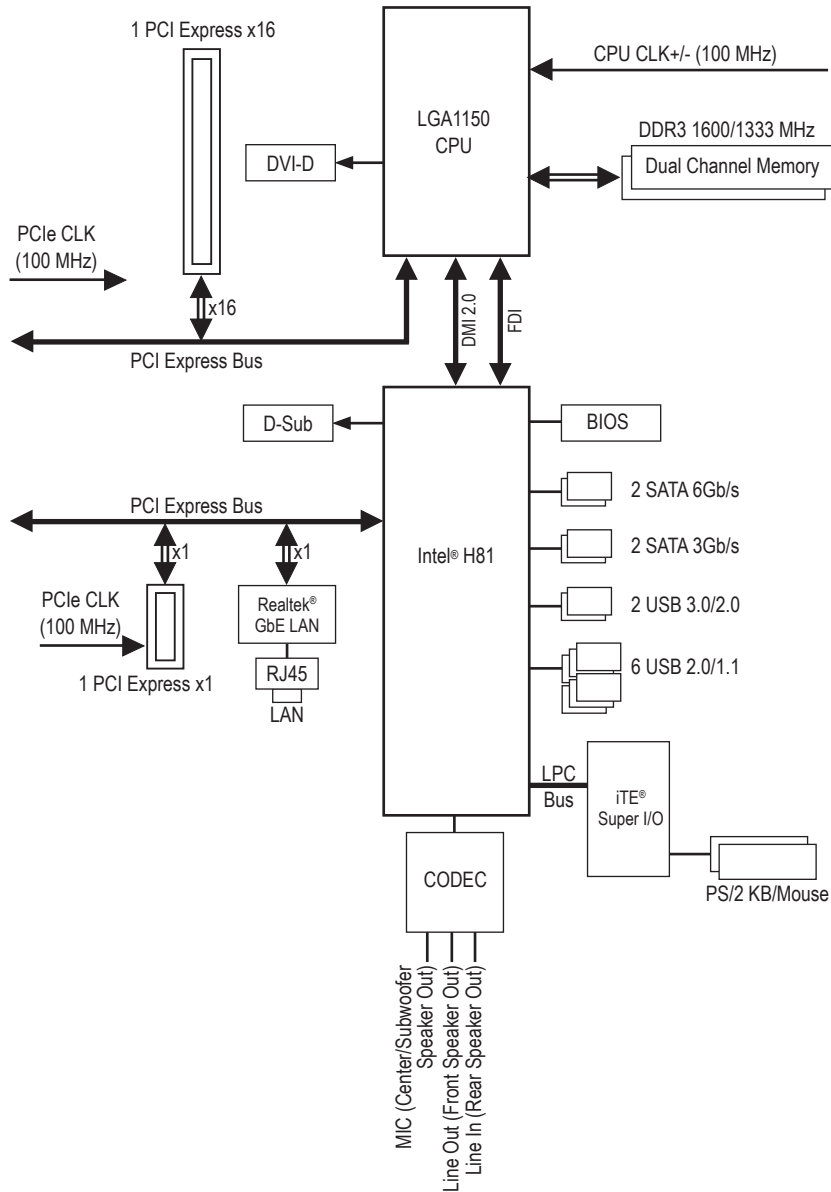 1 PCI Express x16
CPU CLK+/- (100 MHz)
LGA1150
CPU
DDR3 1600/1333 MHz
DVI-D
Dual Channel Memory
PCIe CLK
(100 MHz)
x16
DMI 2.0
FDI
PCI Express Bus
D-Sub
BIOS
2 SATA 6Gb/s
PCI Express Bus
Intel® H81
x1
x1
2 SATA 3Gb/s
PCIe CLK
(100 MHz)
Realtek®
GbE LAN
2 USB 3.0/2.0
RJ45
6 USB 2.0/1.1
1 PCI Express x1
LAN
LPC
Bus
iTE®
Super I/O
CODEC
PS/2 KB/Mouse
MIC (Center/Subwoofer
Speaker Out)
Line Out (Front Speaker Out)
Line In (Rear Speaker Out)